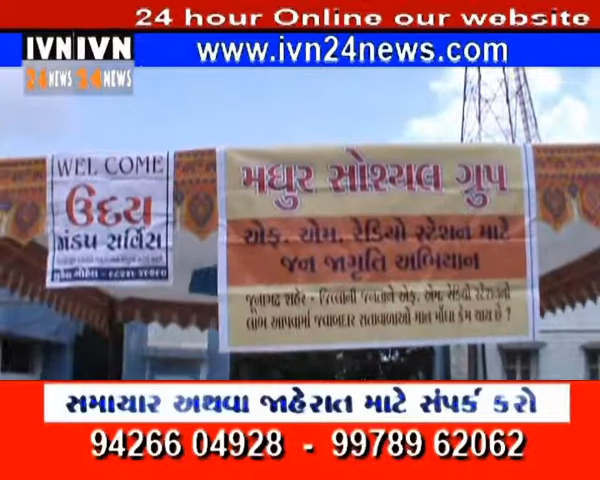 24 hour Online our website
IVN IVN
24 NEWS 24 NEWS
www.ivn24news.com
WEL COME
ઉદય
મંડપ સર્વિસ
મધુર સોશ્યલ ગ્રુપ
એફ. એમ. રેડિયો સ્ટેશન માટે
જન જાગૃતિ અભિયાન
જૂનાગઢ શહેર - જિલ્લાની જનતાને એફ. એમ. રેડિયો સ્ટેશનનો
લાભ આપવામાં જવાબદાર સતાવાળાઓ માન મોંઘા કેમ થાય છે ?
સમાચાર અથવા જાહેરાત માટે સંપર્ક કરો
94266 04928 - 99789 62062